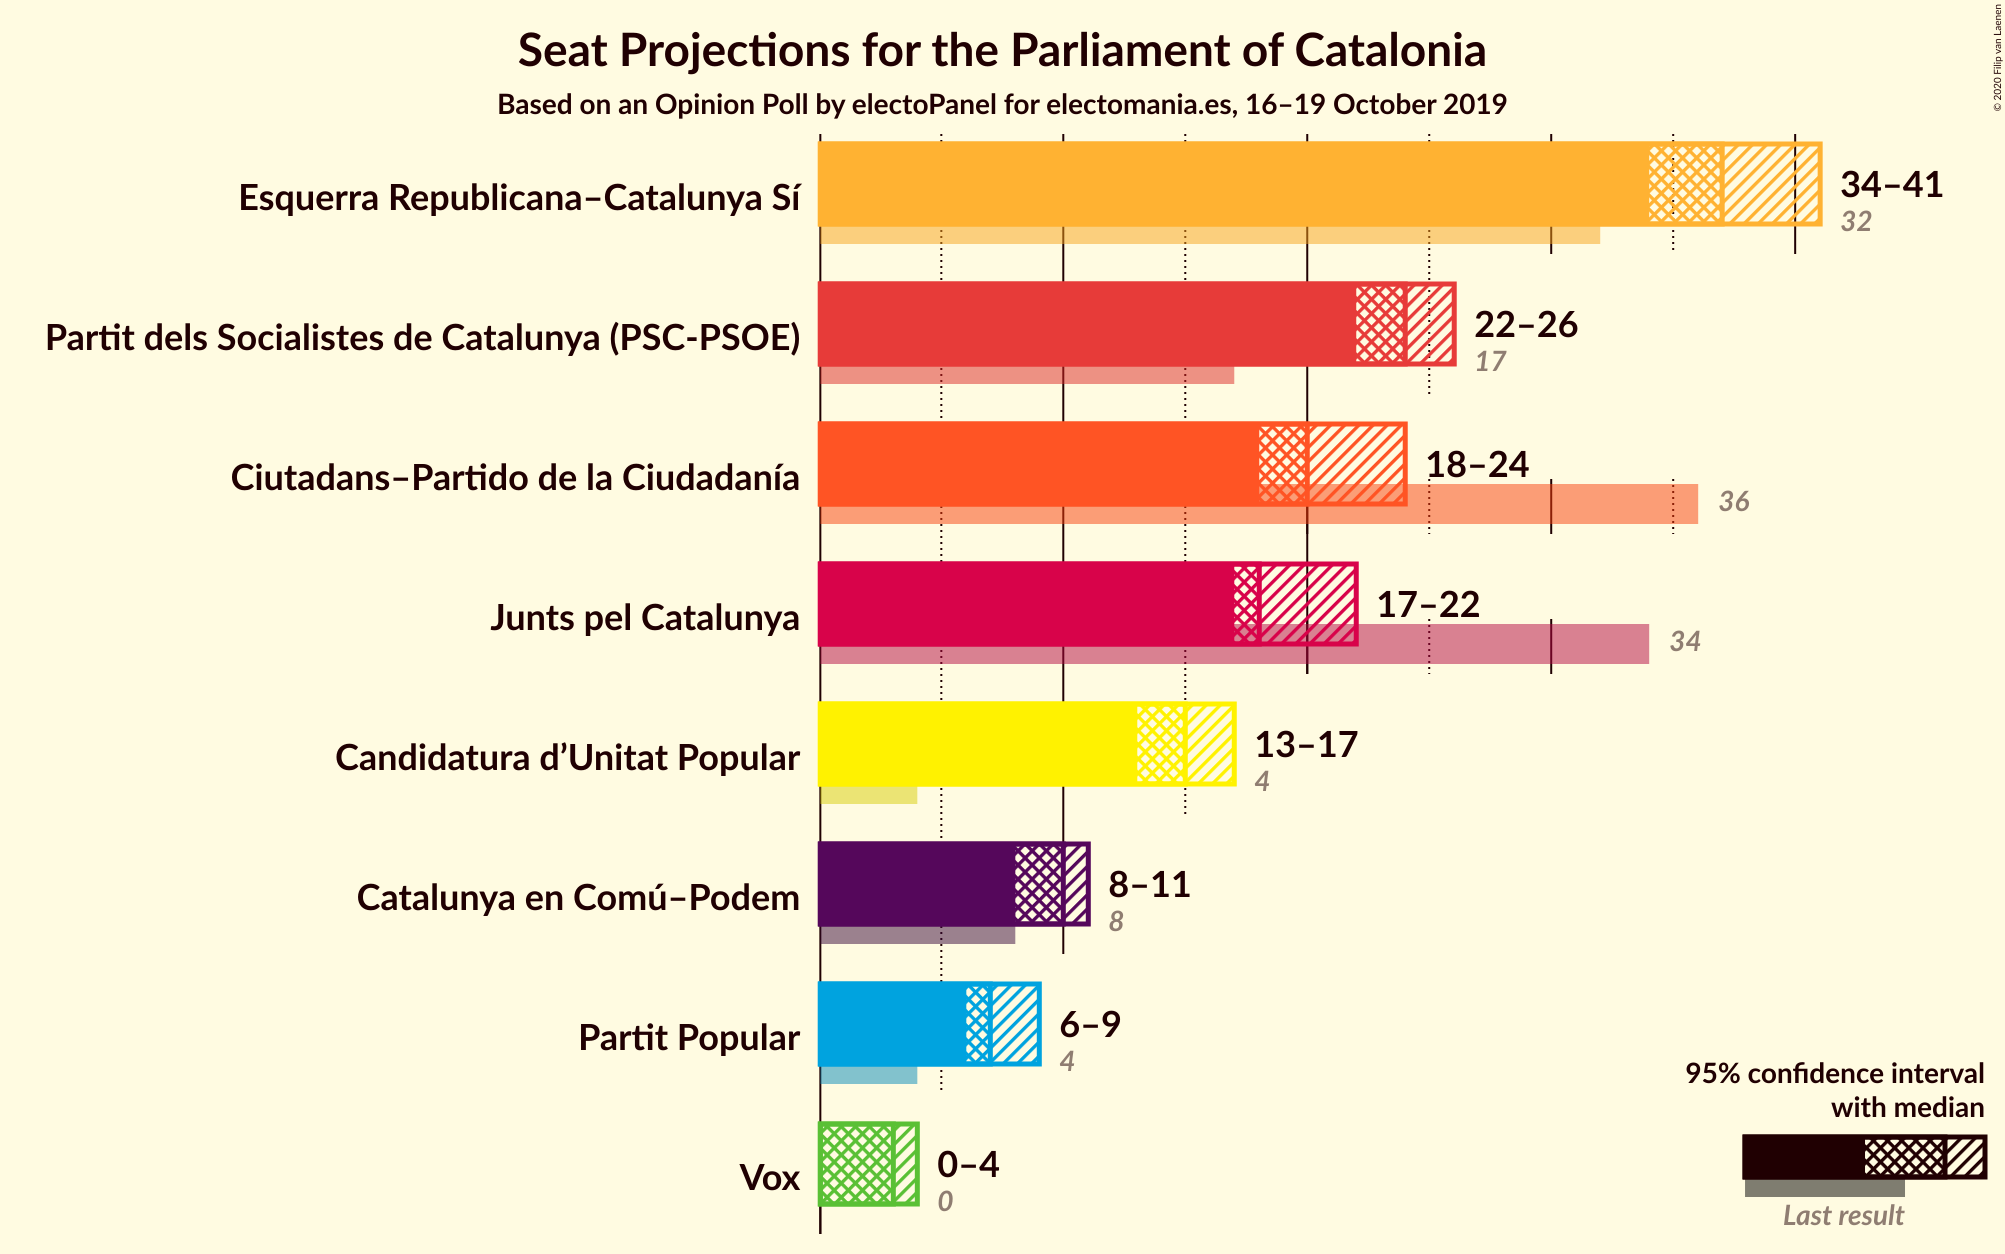 Seat Projections for the Parliament of Catalonia
Based on an Opinion Poll by electoPanel for electomania.es, 16–19 October 2019
© 2020 Filip van Laenen
Esquerra Republicana–Catalunya Sí
34–41
32
Partit dels Socialistes de Catalunya (PSC-PSOE)
22–26
17
Ciutadans–Partido de la Ciudadanía
18–24
36
Junts pel Catalunya
17–22
34
Candidatura d’Unitat Popular
13–17
4
Catalunya en Comú–Podem
8–11
8
Partit Popular
6–9
4
Vox
0–4
0
95% confidence interval
with median
Last result